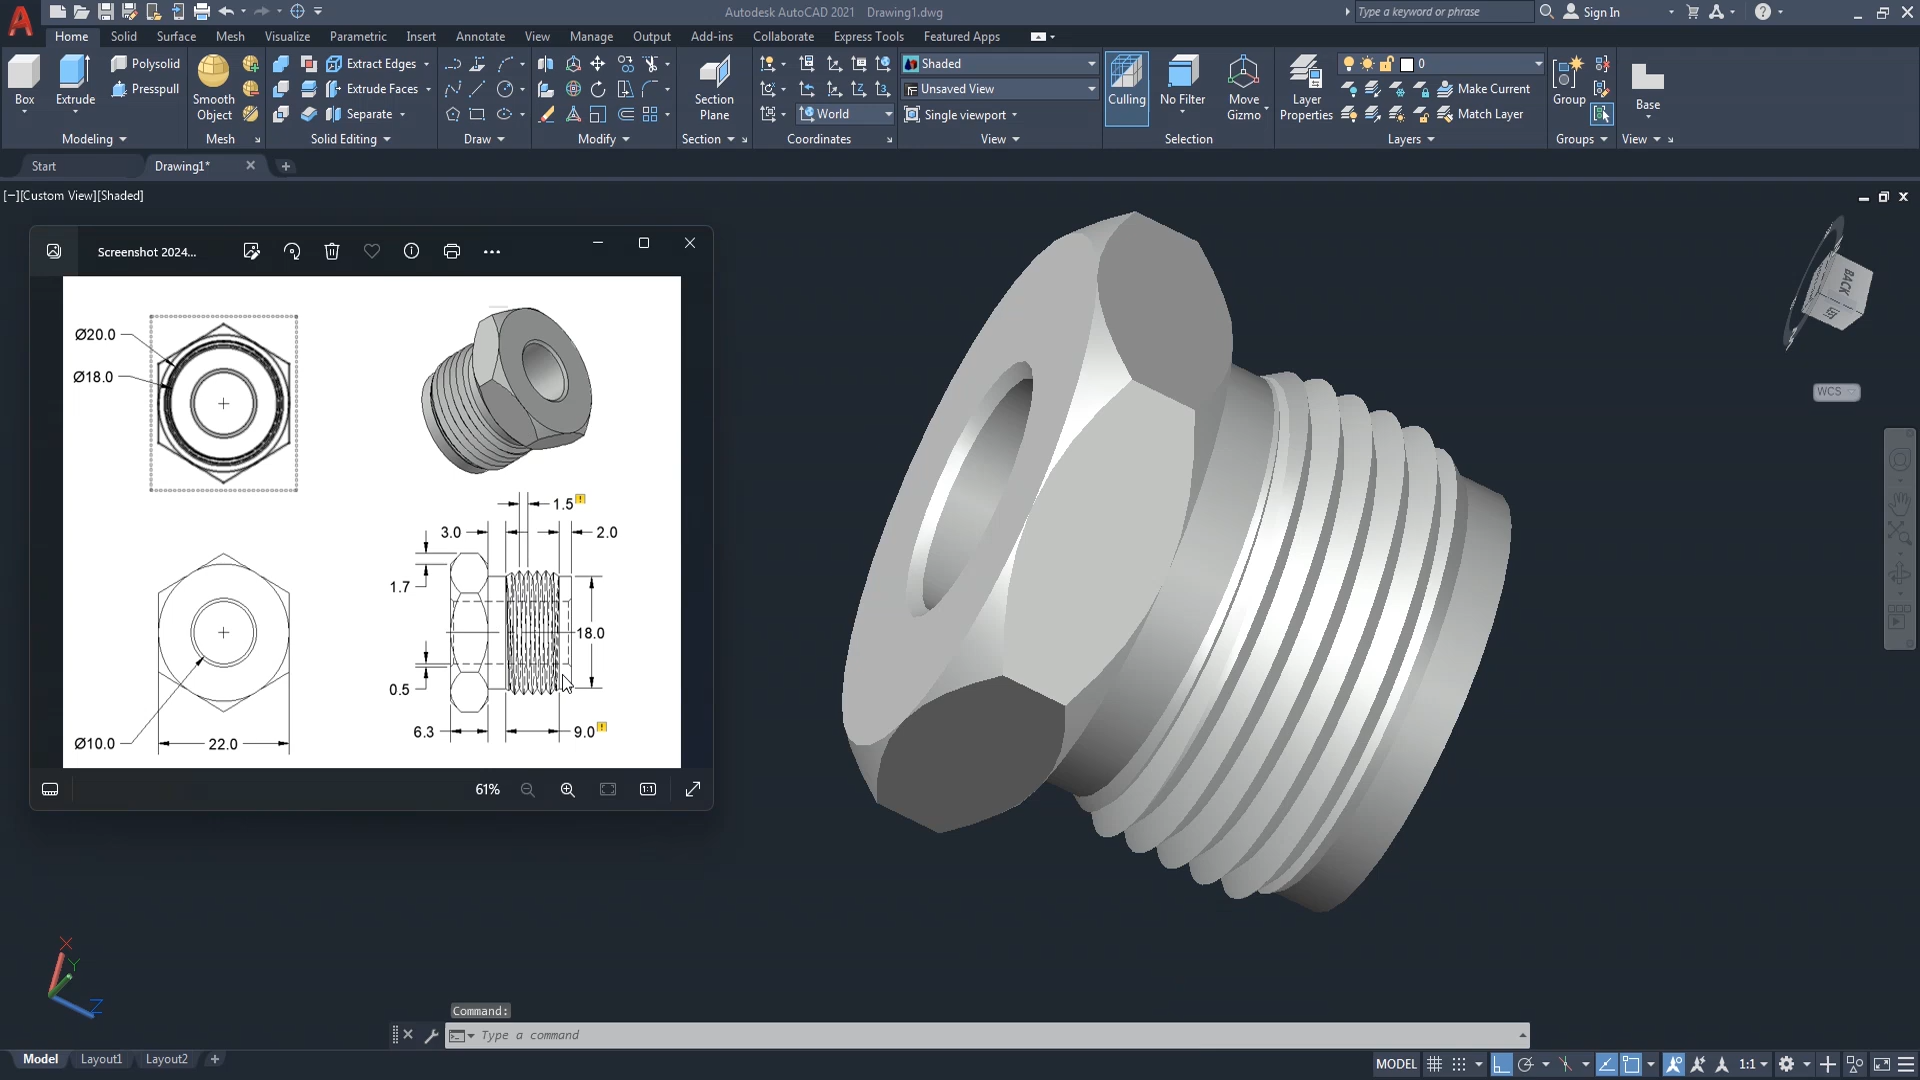 Autodesk AutoCAD 2021 Drawing1.dwg
Type a keyword or phrase
Sign In
Home Solid Surface Mesh Visualize Parametric Insert Annotate View Manage Output Add-ins Collaborate Express Tools Featured Apps
Box
Extrude
Polysolid
Presspull
Modeling
Smooth
Object
Mesh
Extract Edges
Extrude Faces
Separate
Solid Editing
Draw
Modify
Section
Plane
Section
World
Coordinates
Shaded
Unsaved View
Single viewport
View
Culling
No Filter
Move
Gizmo
Selection
Layer
Properties
0
Make Current
Match Layer
Layers
Group
Groups
Base
View
Start
Drawing1*
[−][Custom View][Shaded]
Screenshot 2024...
Ø20.0
Ø18.0
1.5
3.0
2.0
1.7
18.0
0.5
6.3
9.0
Ø10.0
22.0
61%
1:1
BACK
WCS
X
Y
Z
Command:
Type a command
Model Layout1 Layout2
MODEL
1:1